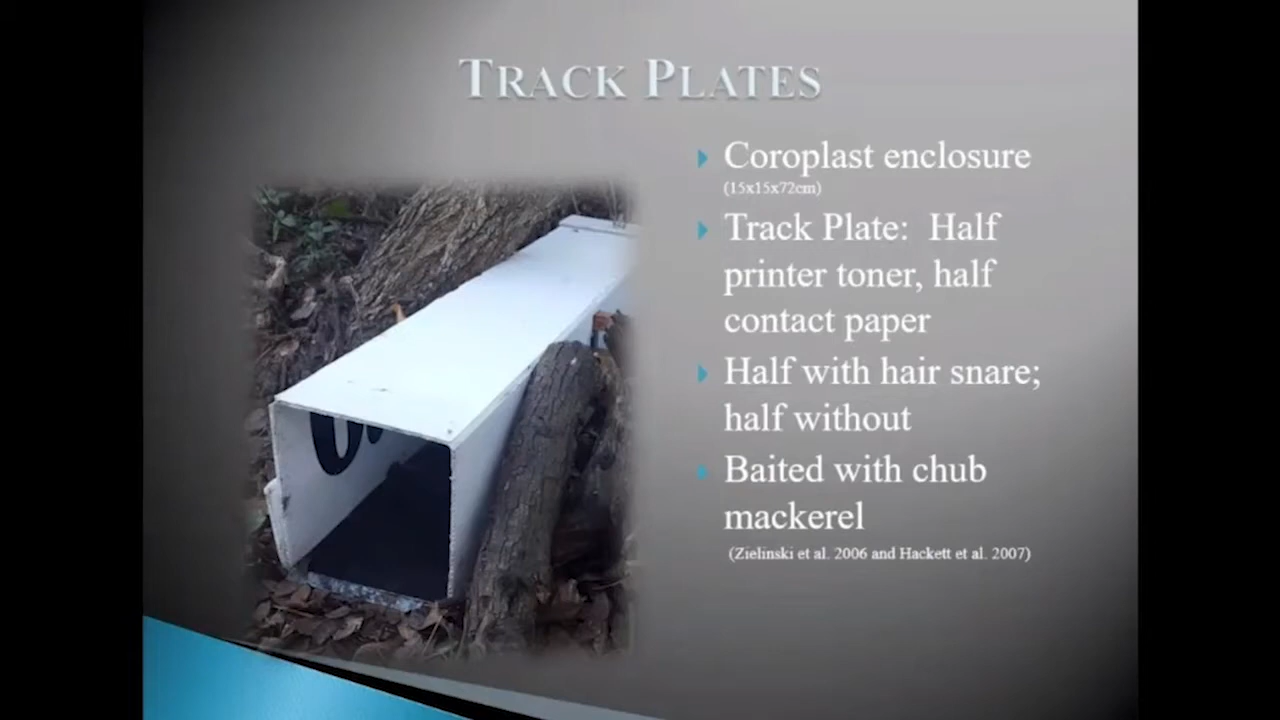 TRACK PLATES
Coroplast enclosure
(15x15x72cm)
Track Plate: Half
printer toner, half
contact paper
Half with hair snare;
half without
Baited with chub
mackerel
(Zielinski et al. 2006 and Hackett et al. 2007)